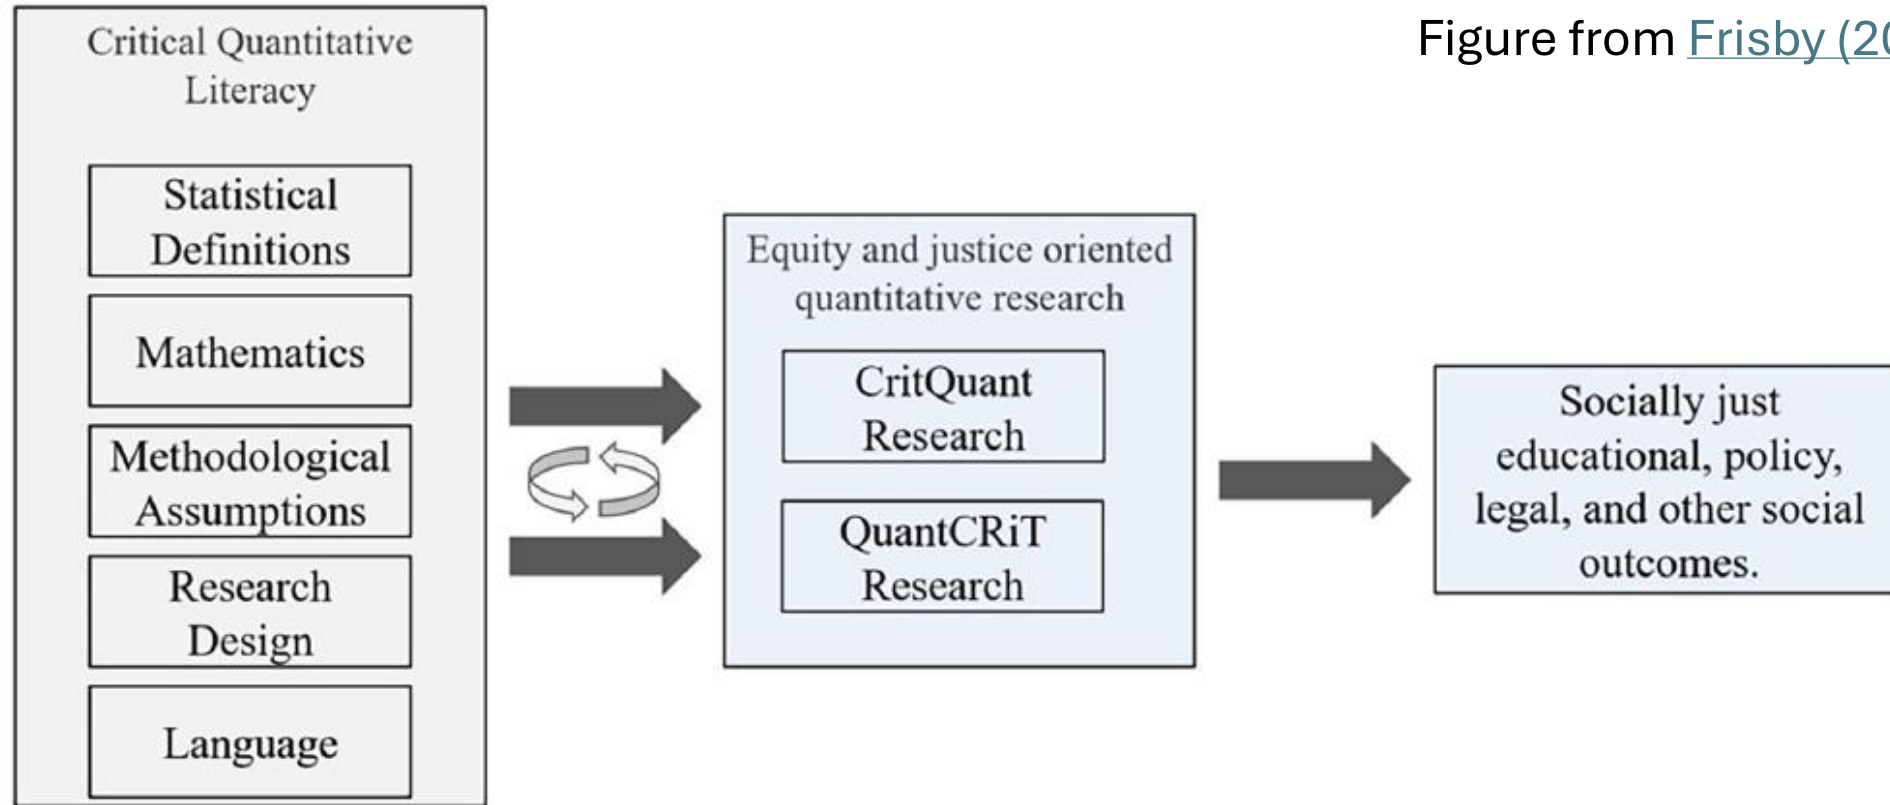 Critical Quantitative
Literacy
Statistical
Definitions
Mathematics
Methodological
Assumptions
Research
Design
Language
Figure from Frisby (20
Equity and justice oriented
quantitative research
CritQuant
Research
QuantCRiT
Research
Socially just
educational, policy,
legal, and other social
outcomes.